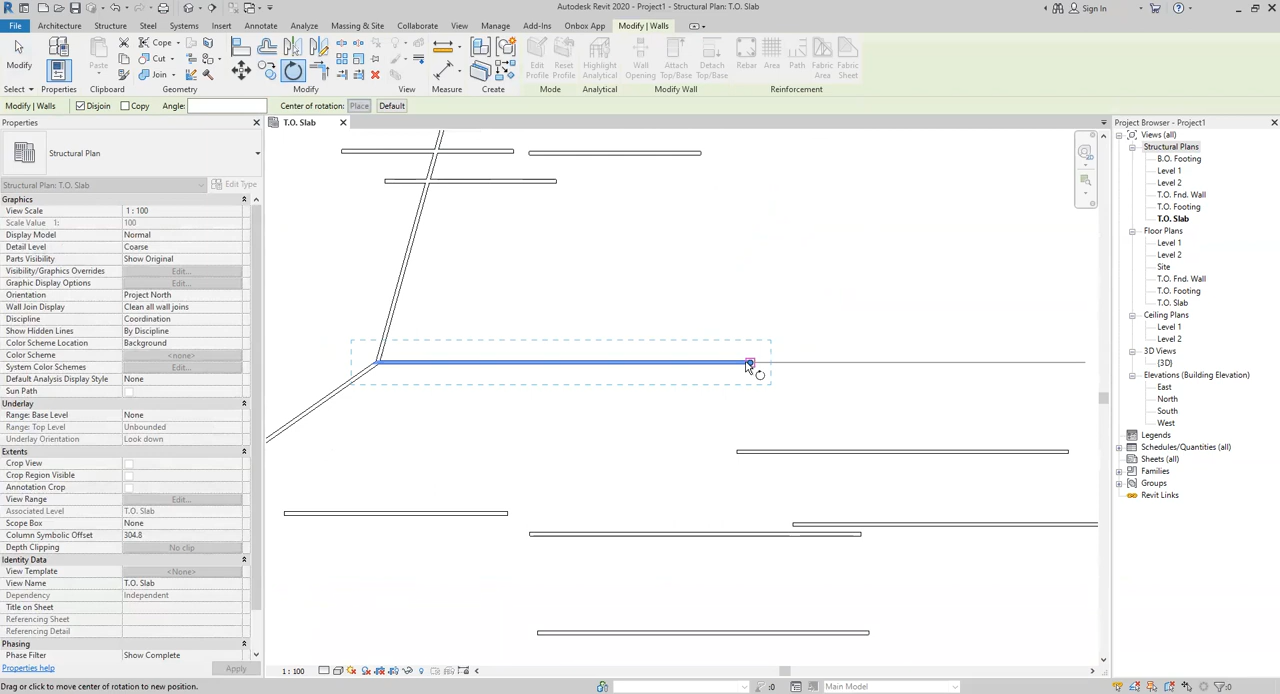 Autodesk Revit 2020 - Project1 - Structural Plan: T.O. Slab
Sign In
File Architecture Structure Steel Systems Insert Annotate Analyze Massing & Site Collaborate View Manage Add-Ins Onbox App Modify | Walls
Modify
Paste
Cope
Cut
Join
Edit Profile
Reset Profile
Highlight Analytical
Wall Opening
Attach Top/Base
Detach Top/Base
Rebar
Area
Path
Fabric Area
Fabric Sheet
Select Properties Clipboard Geometry Modify View Measure Create Mode Analytical Modify Wall Reinforcement
Modify | Walls Disjoin Copy Angle: Center of rotation: Place Default
Properties
T.O. Slab
Project Browser - Project1
Structural Plan
Structural Plan: T.O. Slab Edit Type
Graphics
View Scale 1 : 100
Scale Value 1: 100
Display Model Normal
Detail Level Coarse
Parts Visibility Show Original
Visibility/Graphics Overrides Edit...
Graphic Display Options Edit...
Orientation Project North
Wall Join Display Clean all wall joins
Discipline Coordination
Show Hidden Lines By Discipline
Color Scheme Location Background
Color Scheme <none>
System Color Schemes Edit...
Default Analysis Display Style None
Sun Path
Underlay
Range: Base Level None
Range: Top Level Unbounded
Underlay Orientation Look down
Extents
Crop View
Crop Region Visible
Annotation Crop
View Range Edit...
Associated Level T.O. Slab
Scope Box None
Column Symbolic Offset 304.8
Depth Clipping No clip
Identity Data
View Template <None>
View Name T.O. Slab
Dependency Independent
Title on Sheet
Referencing Sheet
Referencing Detail
Phasing
Phase Filter Show Complete
Properties help Apply
Views (all)
Structural Plans
B.O. Footing
Level 1
Level 2
T.O. Fnd. Wall
T.O. Footing
T.O. Slab
Floor Plans
Level 1
Level 2
Site
T.O. Fnd. Wall
T.O. Footing
T.O. Slab
Ceiling Plans
Level 1
Level 2
3D Views
{3D}
Elevations (Building Elevation)
East
North
South
West
Legends
Schedules/Quantities (all)
Sheets (all)
Families
Groups
Revit Links
1 : 100
Drag or click to move center of rotation to new position.
:0
Main Model
:0